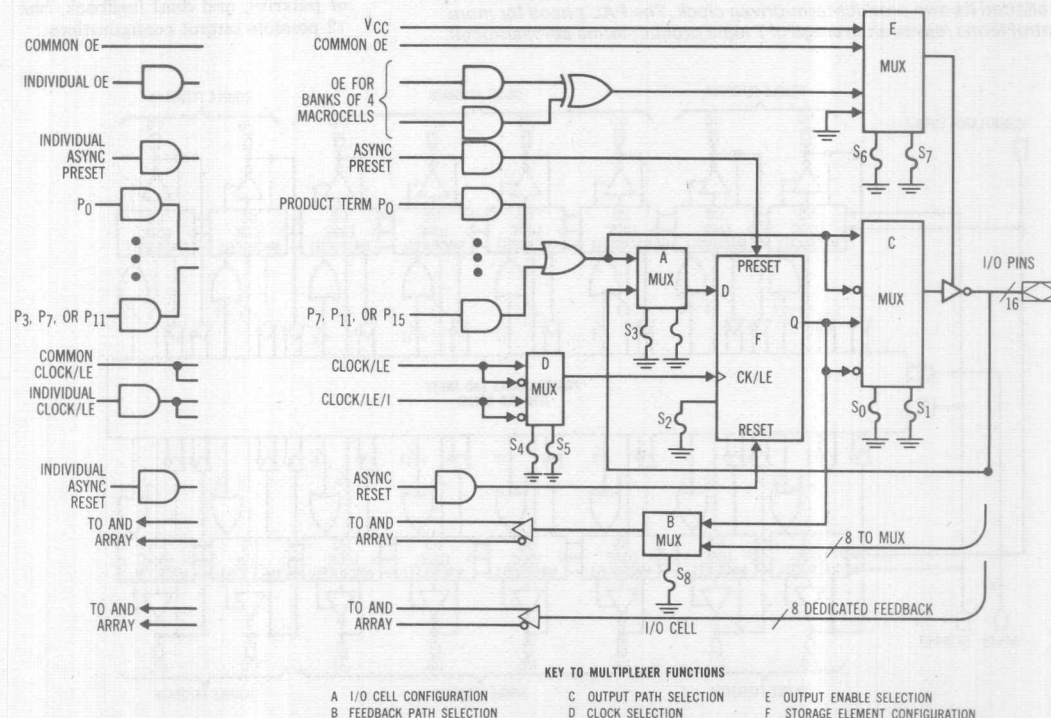 VCC
COMMON OE
COMMON OE
INDIVIDUAL OE
OE FOR
BANKS OF 4
MACROCELLS
INDIVIDUAL
ASYNC
PRESET
ASYNC
PRESET
P0
PRODUCT TERM P0
P3, P7, OR P11
P7, P11, OR P15
COMMON
CLOCK/LE
INDIVIDUAL
CLOCK/LE
CLOCK/LE
CLOCK/LE/I
INDIVIDUAL
ASYNC
RESET
ASYNC
RESET
TO AND
ARRAY
TO AND
ARRAY
TO AND
ARRAY
TO AND
ARRAY
E
MUX
S6
S7
A
MUX
S3
PRESET
D
Q
F
CK/LE
S2
RESET
C
MUX
S0
S1
I/O PINS
16
D
MUX
S4
S5
B
MUX
S8
I/O CELL
8 TO MUX
8 DEDICATED FEEDBACK
KEY TO MULTIPLEXER FUNCTIONS
A I/O CELL CONFIGURATION
B FEEDBACK PATH SELECTION
C OUTPUT PATH SELECTION
D CLOCK SELECTION
E OUTPUT ENABLE SELECTION
F STORAGE ELEMENT CONFIGURATION